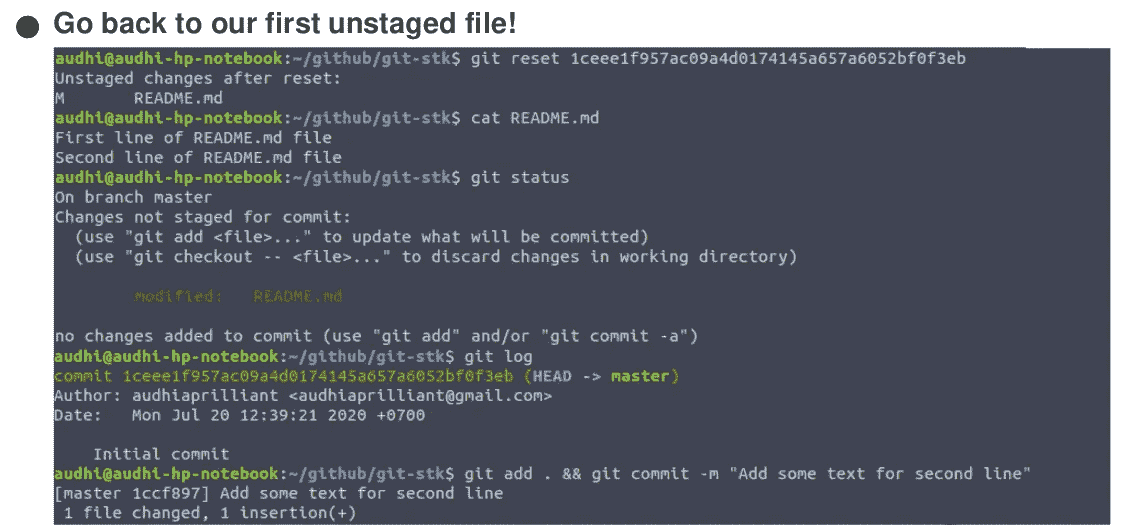 Go back to our first unstaged file!
audhi@audhi-hp-notebook:~/github/git-stk$ git reset 1ceee1f957ac09a4d0174145a657a6052bf0f3eb
Unstaged changes after reset:
M       README.md
audhi@audhi-hp-notebook:~/github/git-stk$ cat README.md
First line of README.md file
Second line of README.md file
audhi@audhi-hp-notebook:~/github/git-stk$ git status
On branch master
Changes not staged for commit:
  (use "git add <file>..." to update what will be committed)
  (use "git checkout -- <file>..." to discard changes in working directory)
        modified:   README.md
no changes added to commit (use "git add" and/or "git commit -a")
audhi@audhi-hp-notebook:~/github/git-stk$ git log
commit 1ceee1f957ac09a4d0174145a657a6052bf0f3eb (HEAD -> master)
Author: audhiaprilliant <audhiaprilliant@gmail.com>
Date:   Mon Jul 20 12:39:21 2020 +0700
    Initial commit
audhi@audhi-hp-notebook:~/github/git-stk$ git add . && git commit -m "Add some text for second line"
[master 1ccf897] Add some text for second line
 1 file changed, 1 insertion(+)